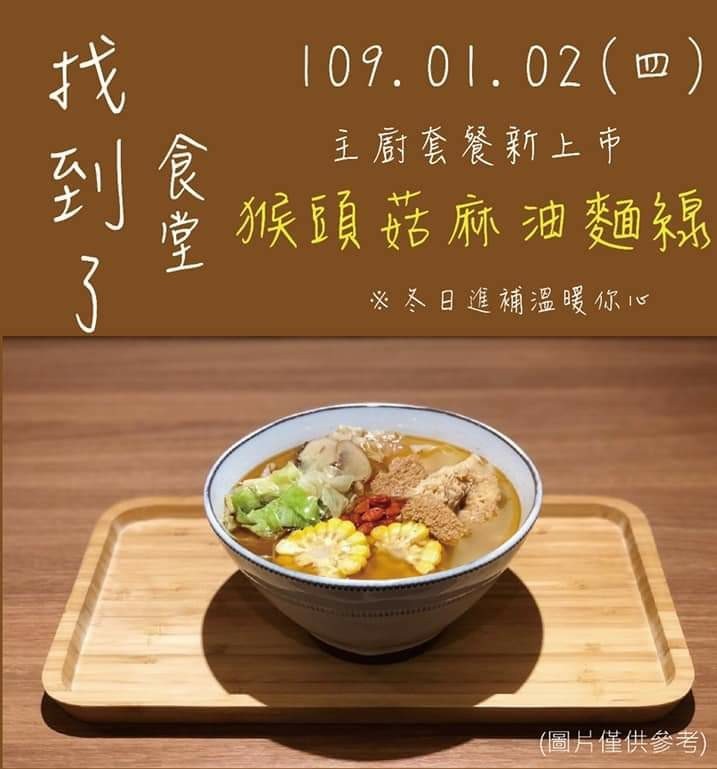 找到了
食堂
109.01.02(四)
主廚套餐新上市
猴頭菇麻油麵線
※冬日進補溫暖你心
(圖片僅供參考)